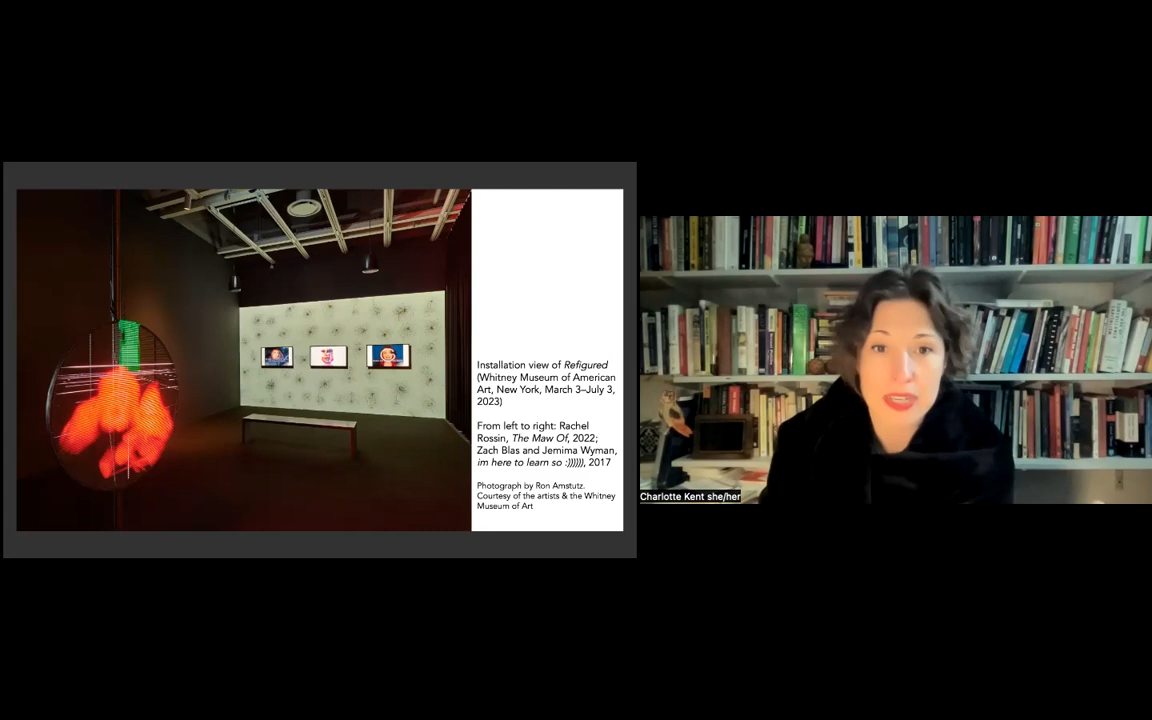 Installation view of Refigured
(Whitney Museum of American
Art, New York, March 3–July 3,
2023)
From left to right: Rachel
Rossin, The Maw Of, 2022;
Zach Blas and Jemima Wyman,
im here to learn so :)))))), 2017
Photograph by Ron Amstutz.
Courtesy of the artists & the Whitney
Museum of Art
Charlotte Kent she/her